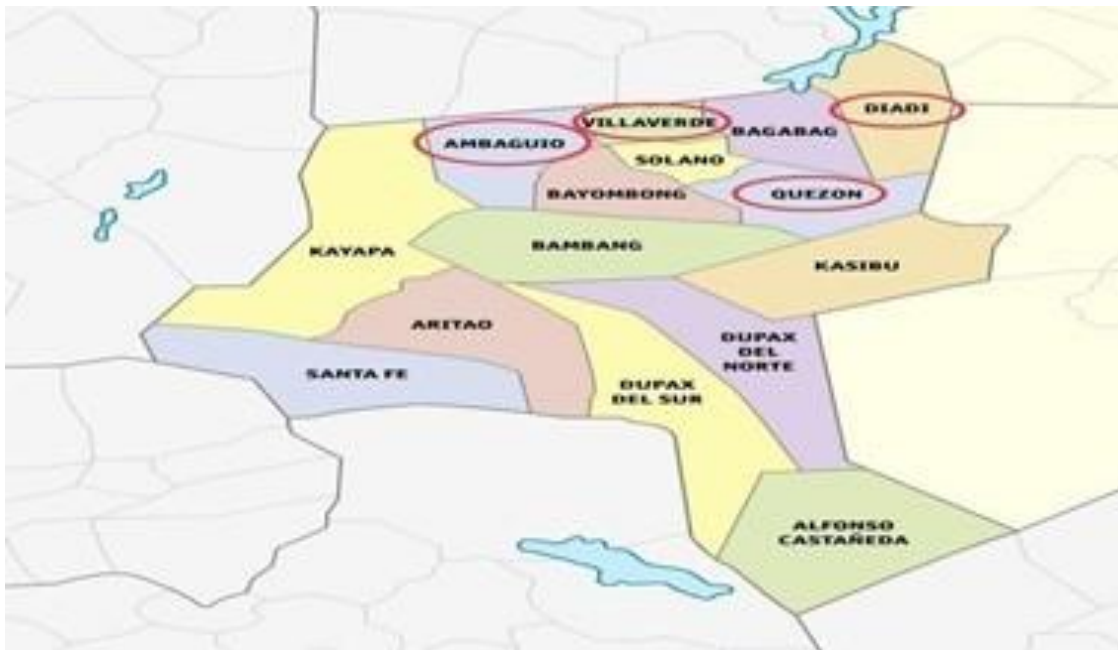 DIADI
VILLAVERDE
BAGABAG
AMBAGUIO
SOLANO
BAYOMBONG
QUEZON
BAMBANG
KAYAPA
KASIBU
ARITAO
DUPAX
DEL
NORTE
SANTA FE
DUPAX
DEL SUR
ALFONSO
CASTAÑEDA